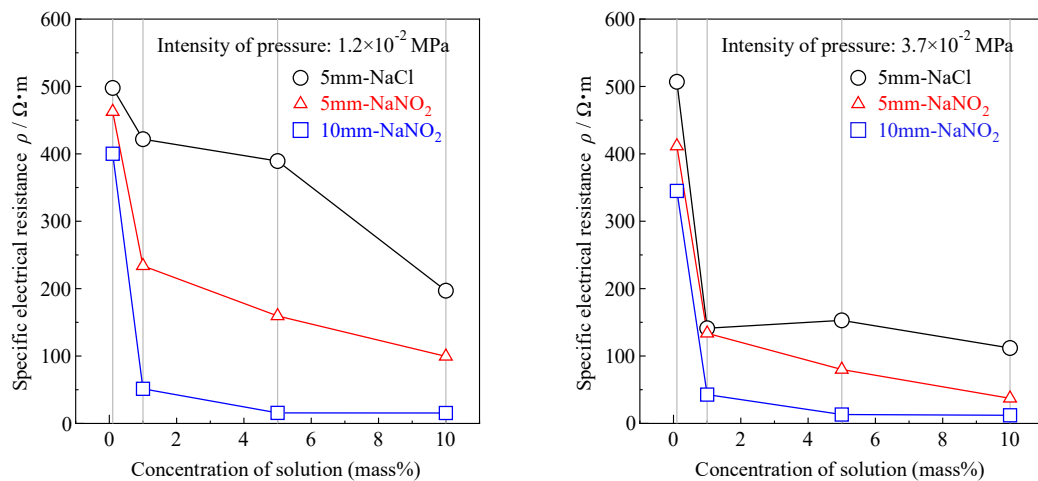 600
500
400
300
200
100
0
Specific electrical resistance ρ / Ω·m
Intensity of pressure: 1.2×10⁻² MPa
5mm-NaCl
5mm-NaNO₂
10mm-NaNO₂
0 2 4 6 8 10
Concentration of solution (mass%)
600
500
400
300
200
100
0
Specific electrical resistance ρ / Ω·m
Intensity of pressure: 3.7×10⁻² MPa
5mm-NaCl
5mm-NaNO₂
10mm-NaNO₂
0 2 4 6 8 10
Concentration of solution (mass%)